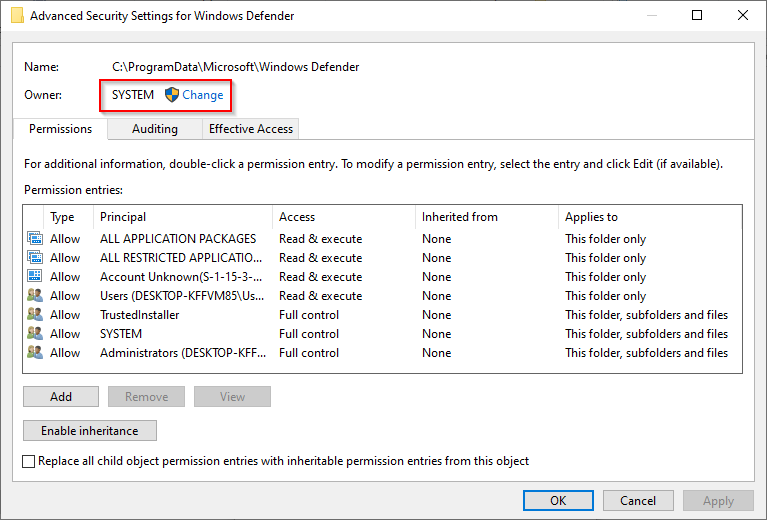 Advanced Security Settings for Windows Defender
Name: C:\ProgramData\Microsoft\Windows Defender
Owner: SYSTEM Change
Permissions Auditing Effective Access
For additional information, double-click a permission entry. To modify a permission entry, select the entry and click Edit (if available).
Permission entries:
Type Principal Access Inherited from Applies to
Allow ALL APPLICATION PACKAGES Read & execute None This folder only
Allow ALL RESTRICTED APPLICATIO... Read & execute None This folder only
Allow Account Unknown(S-1-15-3-... Read & execute None This folder only
Allow Users (DESKTOP-KFFVM85\Us... Read & execute None This folder only
Allow TrustedInstaller Full control None This folder, subfolders and files
Allow SYSTEM Full control None This folder, subfolders and files
Allow Administrators (DESKTOP-KFF... Full control None This folder, subfolders and files
Add Remove View
Enable inheritance
Replace all child object permission entries with inheritable permission entries from this object
OK Cancel Apply